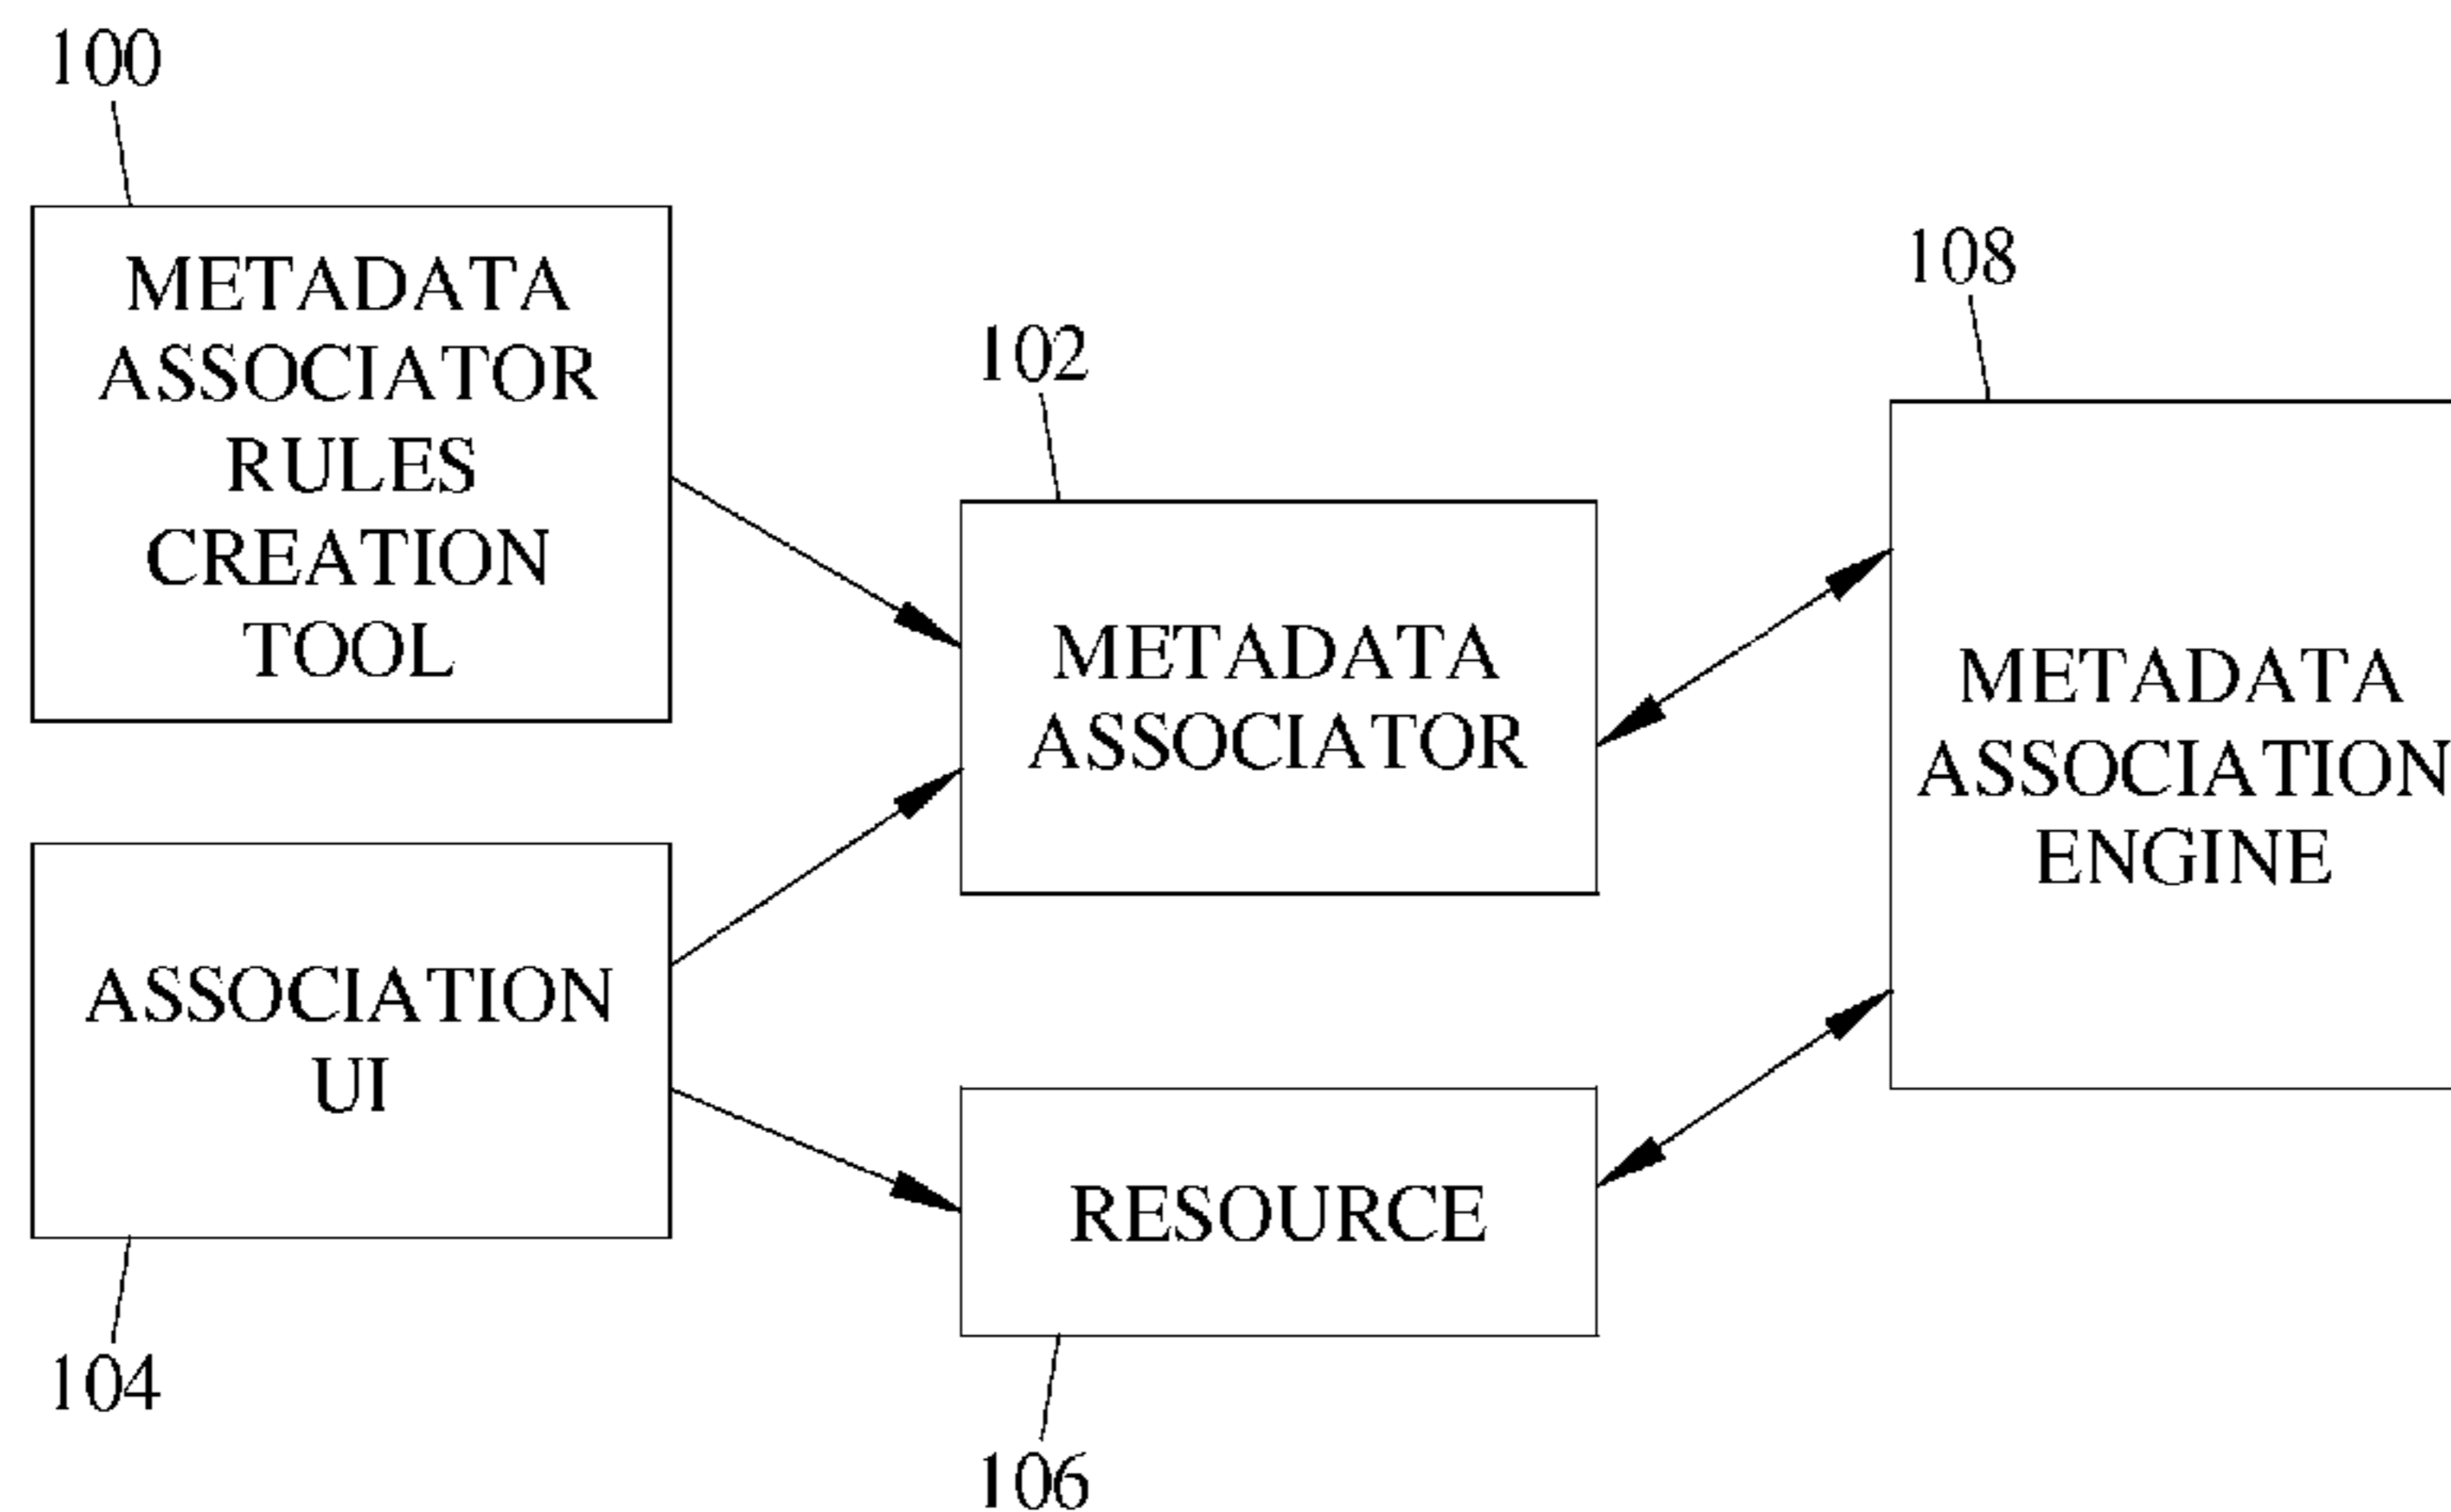 100
METADATA
ASSOCIATOR
RULES
CREATION
TOOL
102
METADATA
ASSOCIATOR
108
METADATA
ASSOCIATION
ENGINE
ASSOCIATION
UI
104
RESOURCE
106